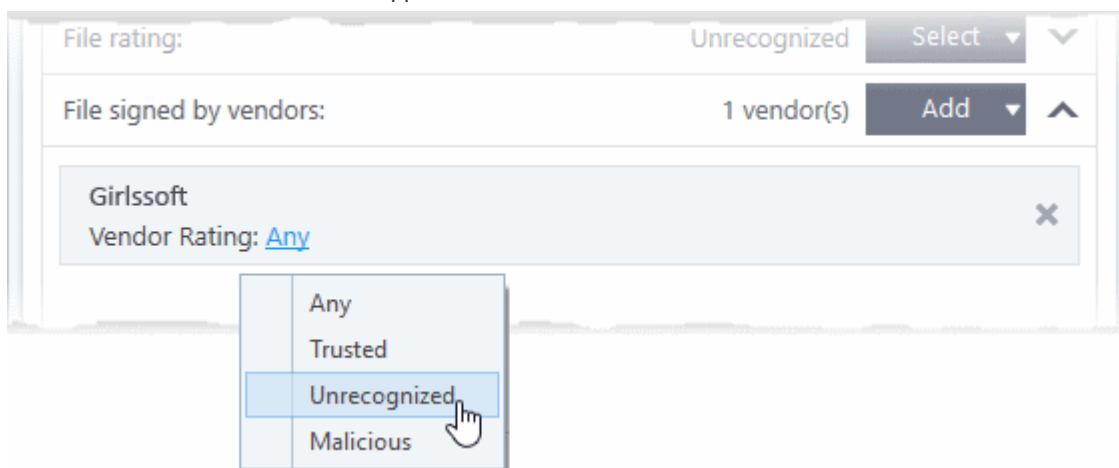 File rating: Unrecognized Select
File signed by vendors: 1 vendor(s) Add
Girlssoft
Vendor Rating: Any
Any
Trusted
Unrecognized
Malicious